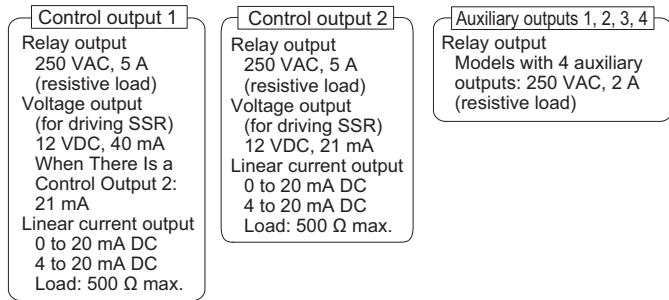 Control output 1
Relay output
250 VAC, 5 A
(resistive load)
Voltage output
(for driving SSR)
12 VDC, 40 mA
When There Is a
Control Output 2:
21 mA
Linear current output
0 to 20 mA DC
4 to 20 mA DC
Load: 500 Ω max.
Control output 2
Relay output
250 VAC, 5 A
(resistive load)
Voltage output
(for driving SSR)
12 VDC, 21 mA
Linear current output
0 to 20 mA DC
4 to 20 mA DC
Load: 500 Ω max.
Auxiliary outputs 1, 2, 3, 4
Relay output
Models with 4 auxiliary
outputs: 250 VAC, 2 A
(resistive load)